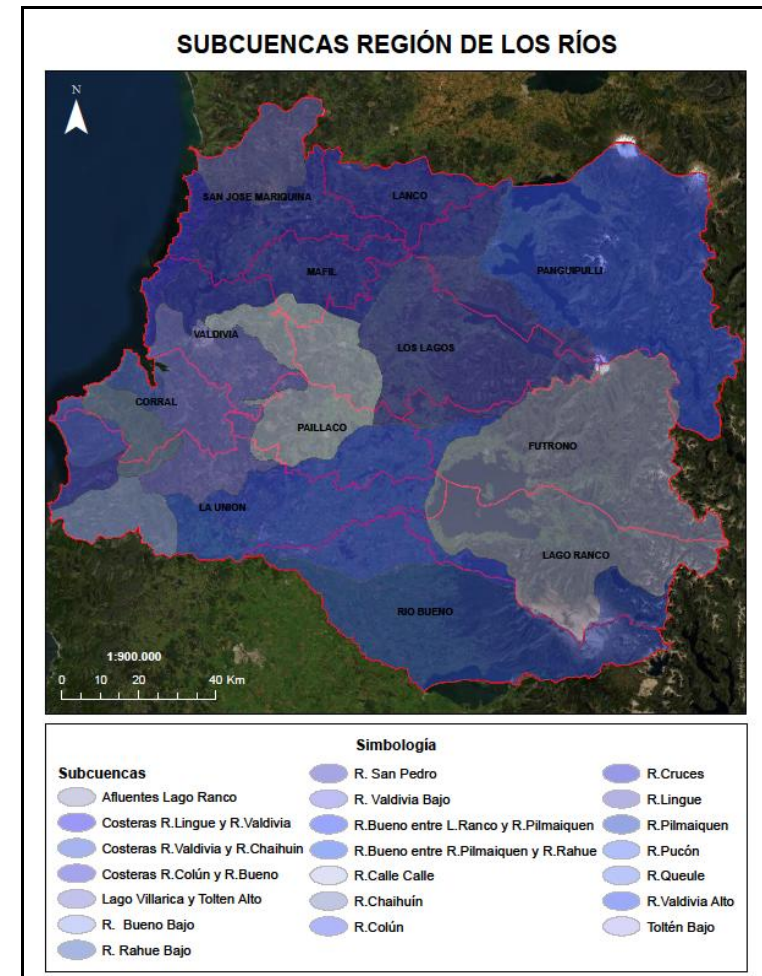 SUBCUENCAS REGIÓN DE LOS RÍOS
N
SAN JOSE MARIQUINA
LANCO
MAFIL
PANGUIPULLI
VALDIVIA
LOS LAGOS
CORRAL
PAILLACO
FUTRONO
LA UNION
LAGO RANCO
RIO BUENO
1:900.000
0 10 20 40 Km
Simbología
Subcuencas
Afluentes Lago Ranco
Costeras R.Lingue y R.Valdivia
Costeras R.Valdivia y R.Chaihuin
Costeras R.Colún y R.Bueno
Lago Villarica y Tolten Alto
R. Bueno Bajo
R. Rahue Bajo
R. San Pedro
R. Valdivia Bajo
R.Bueno entre L.Ranco y R.Pilmaiquen
R.Bueno entre R.Pilmaiquen y R.Rahue
R.Calle Calle
R.Chaihuín
R.Colún
R.Cruces
R.Lingue
R.Pilmaiquen
R.Pucón
R.Queule
R.Valdivia Alto
Toltén Bajo